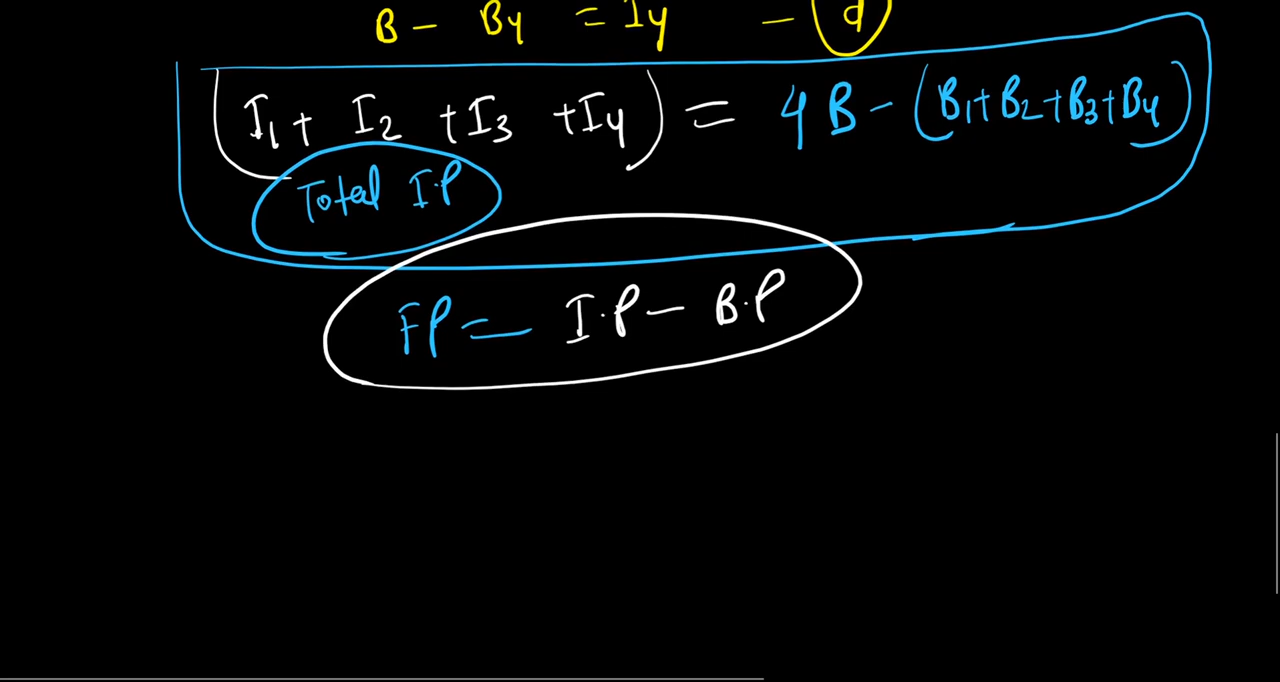 B - B4 = I4 - d
(I1 + I2 + I3 + I4) = 4B - (B1+B2+B3+B4)
Total I.P
FP = I.P - B.P